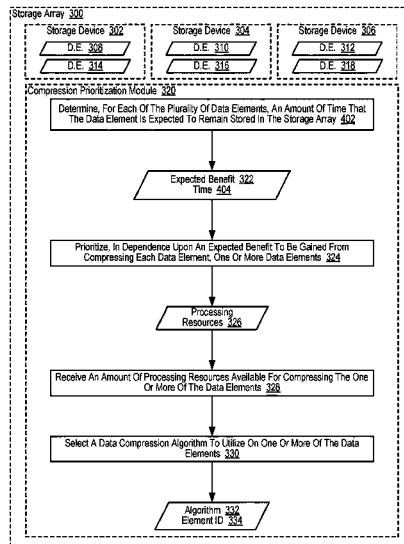 Storage Array 300
Storage Device 302
Storage Device 304
Storage Device 306
D.E. 308
D.E. 310
D.E. 312
D.E. 314
D.E. 316
D.E. 318
Compression Prioritization Module 320
Determine, For Each Of The Plurality Of Data Elements, An Amount Of Time That
The Data Element Is Expected To Remain Stored In The Storage Array 402
Expected Benefit 322
Time 404
Prioritize, In Dependence Upon An Expected Benefit To Be Gained From
Compressing Each Data Element, One Or More Data Elements 324
Processing
Resources 326
Receive An Amount Of Processing Resources Available For Compressing The One
Or More Of The Data Elements 328
Select A Data Compression Algorithm To Utilize On One Or More Of The Data
Elements 330
Algorithm 332
Element ID 334